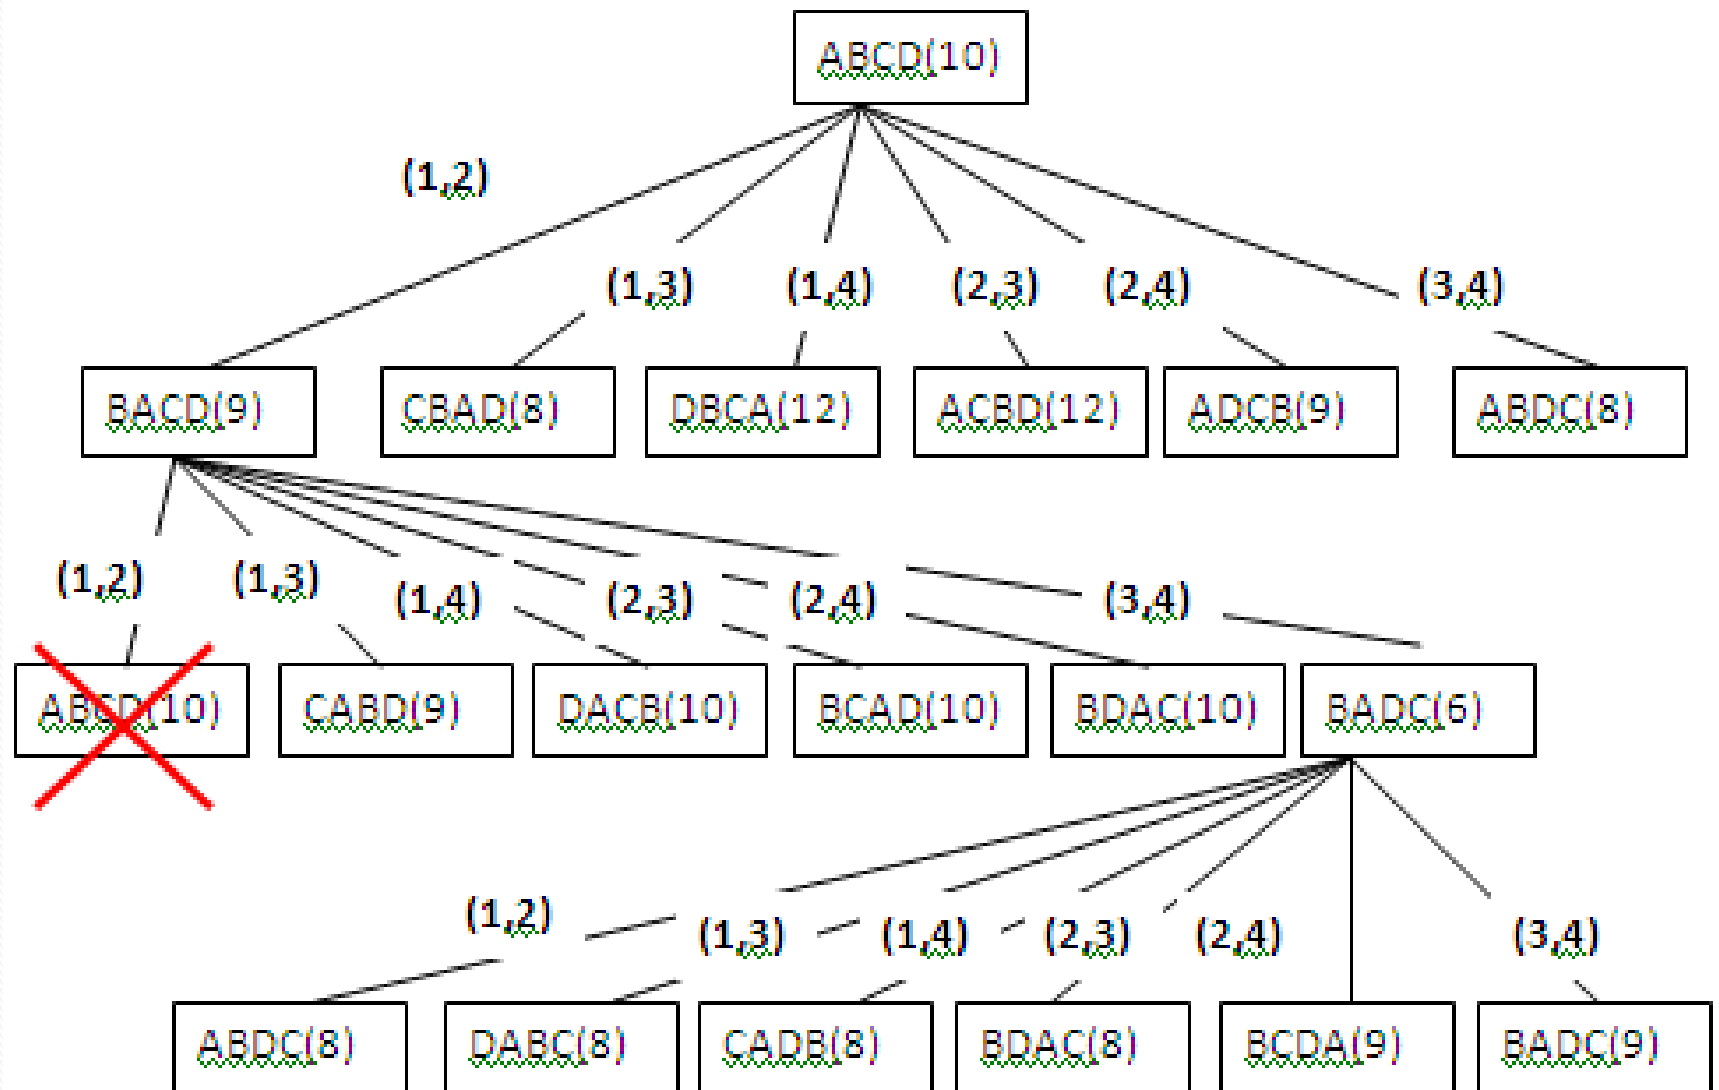 ABCD(10)
(1,2)
(1,3) (1,4) (2,3) (2,4) (3,4)
BACD(9) CBAD(8) DBCA(12) ACBD(12) ADCB(9) ABDC(8)
(1,2) (1,3) (1,4) (2,3) (2,4) (3,4)
ABCD(10) CABD(9) DACB(10) BCAD(10) BDAC(10) BADC(6)
(1,2) (1,3) (1,4) (2,3) (2,4) (3,4)
ABDC(8) DABC(8) CADB(8) BDAC(8) BCDA(9) BADC(9)